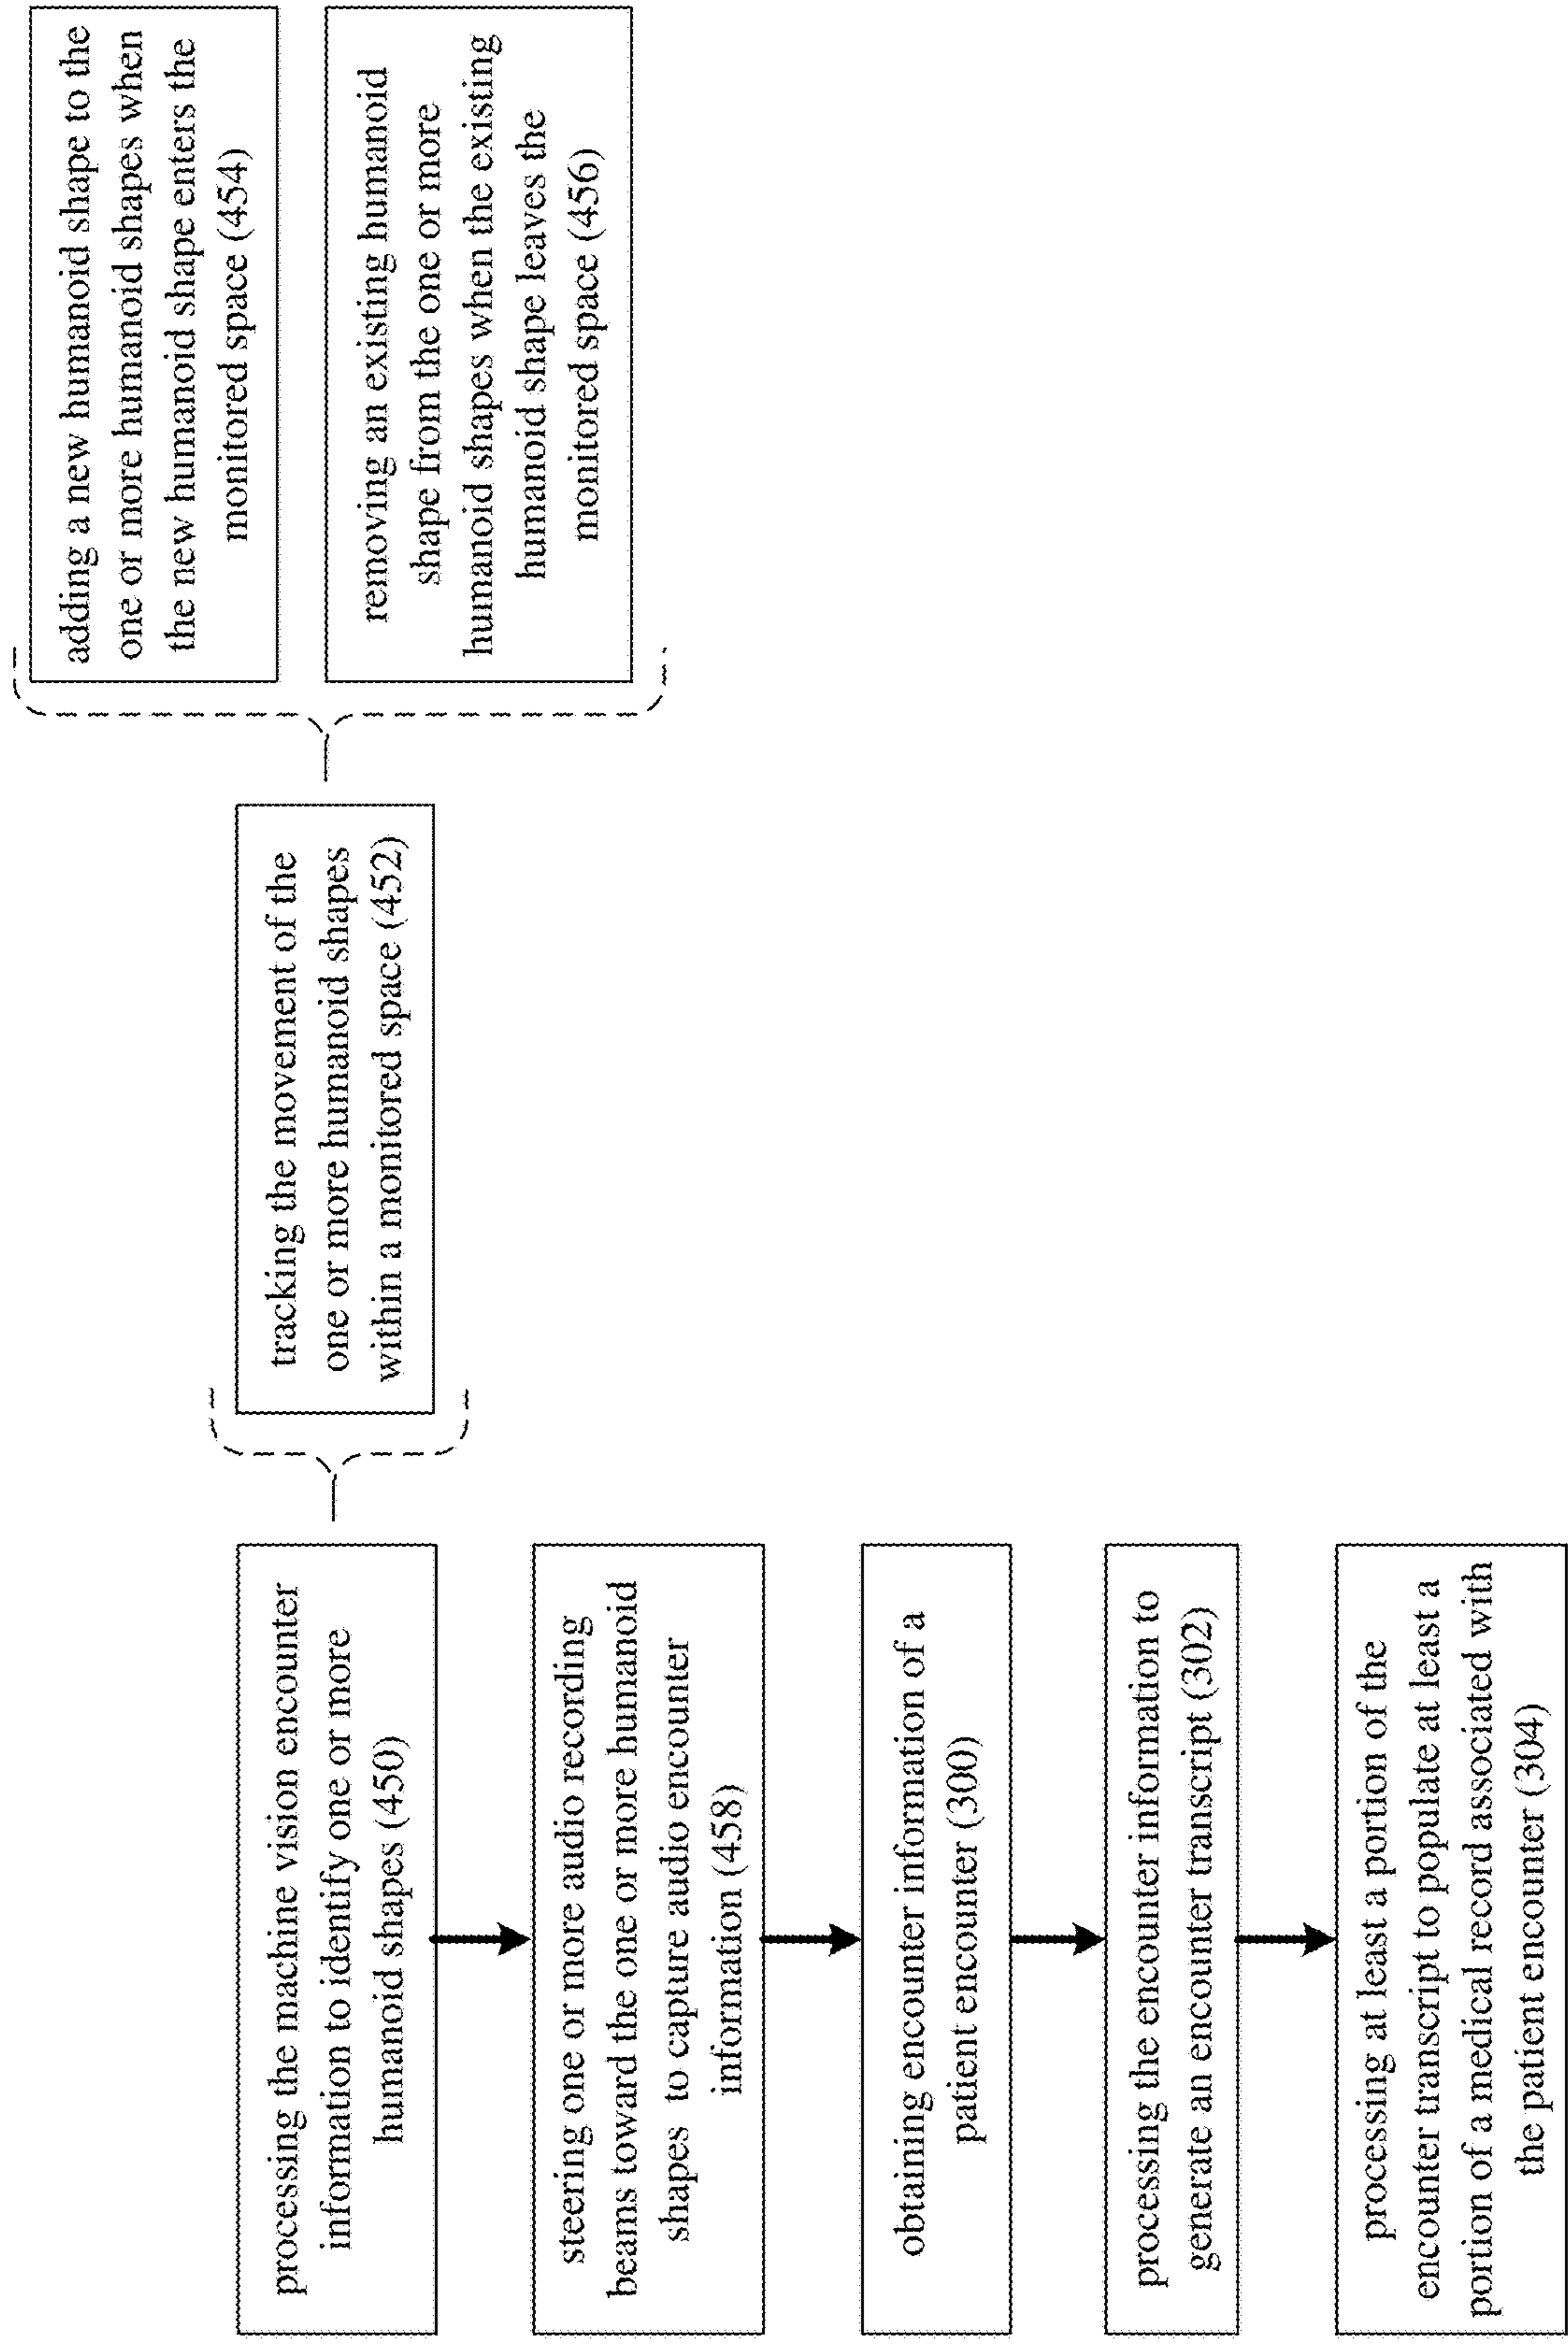 processing the machine vision encounter
information to identify one or more
humanoid shapes (450)
tracking the movement of the
one or more humanoid shapes
within a monitored space (452)
adding a new humanoid shape to the
one or more humanoid shapes when
the new humanoid shape enters the
monitored space (454)
removing an existing humanoid
shape from the one or more
humanoid shapes when the existing
humanoid shape leaves the
monitored space (456)
steering one or more audio recording
beams toward the one or more humanoid
shapes to capture audio encounter
information (458)
obtaining encounter information of a
patient encounter (300)
processing the encounter information to
generate an encounter transcript (302)
processing at least a portion of the
encounter transcript to populate at least a
portion of a medical record associated with
the patient encounter (304)